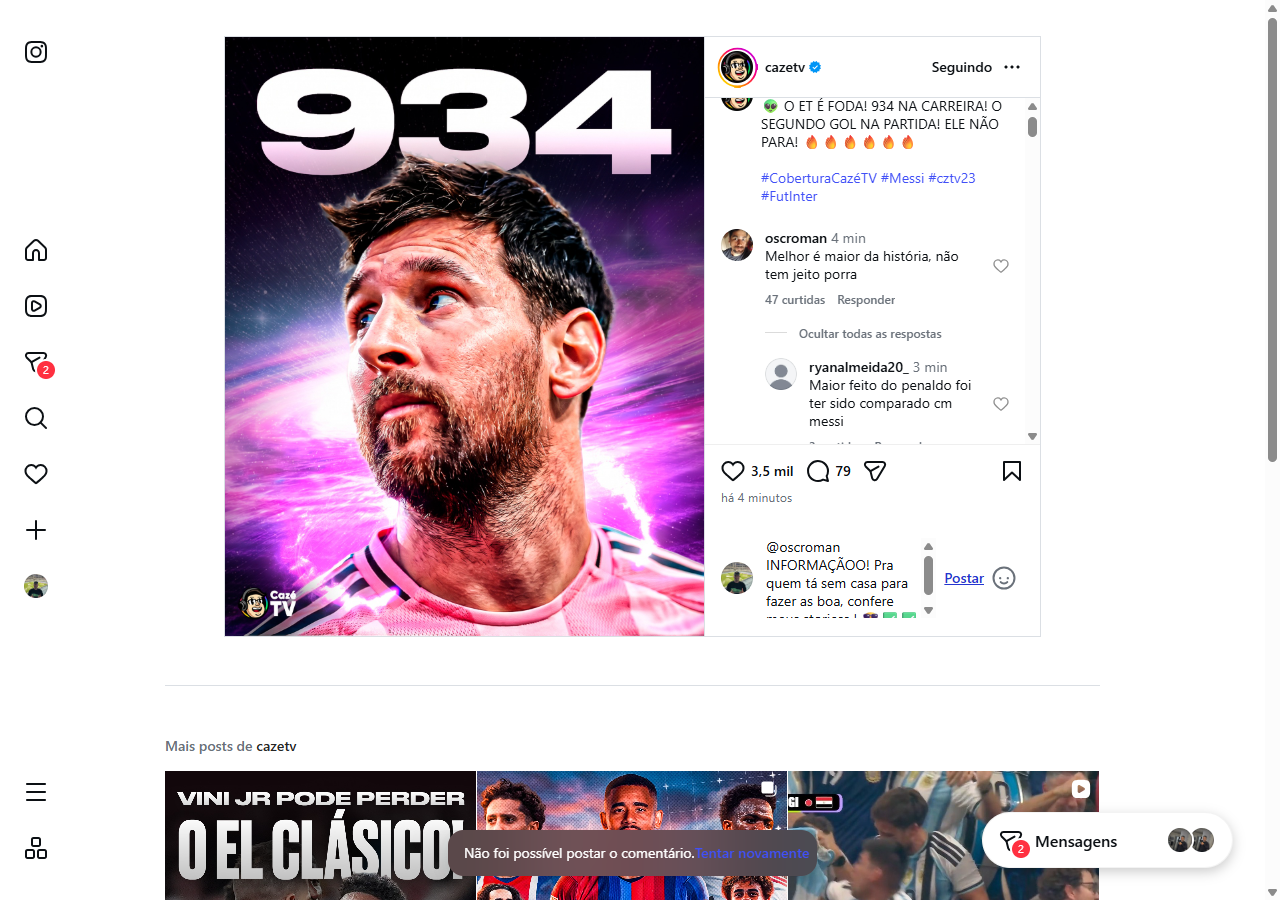 934
Cazé
TV
cazetv
Seguindo
👽 O ET É FODA! 934 NA CARREIRA! O
SEGUNDO GOL NA PARTIDA! ELE NÃO
PARA! 🔥🔥🔥🔥🔥🔥
#CoberturaCazéTV #Messi #cztv23
#FutInter
oscroman 4 min
Melhor é maior da história, não
tem jeito porra
47 curtidas Responder
Ocultar todas as respostas
ryanalmeida20_ 3 min
Maior feito do penaldo foi
ter sido comparado cm
messi
3,5 mil
79
há 4 minutos
@oscroman
INFORMAÇÃOO! Pra
quem tá sem casa para
fazer as boa, confere
Postar
2
Mais posts de cazetv
VINI JR PODE PERDER
O EL CLÁSICO!
Não foi possível postar o comentário.Tentar novamente
2
Mensagens